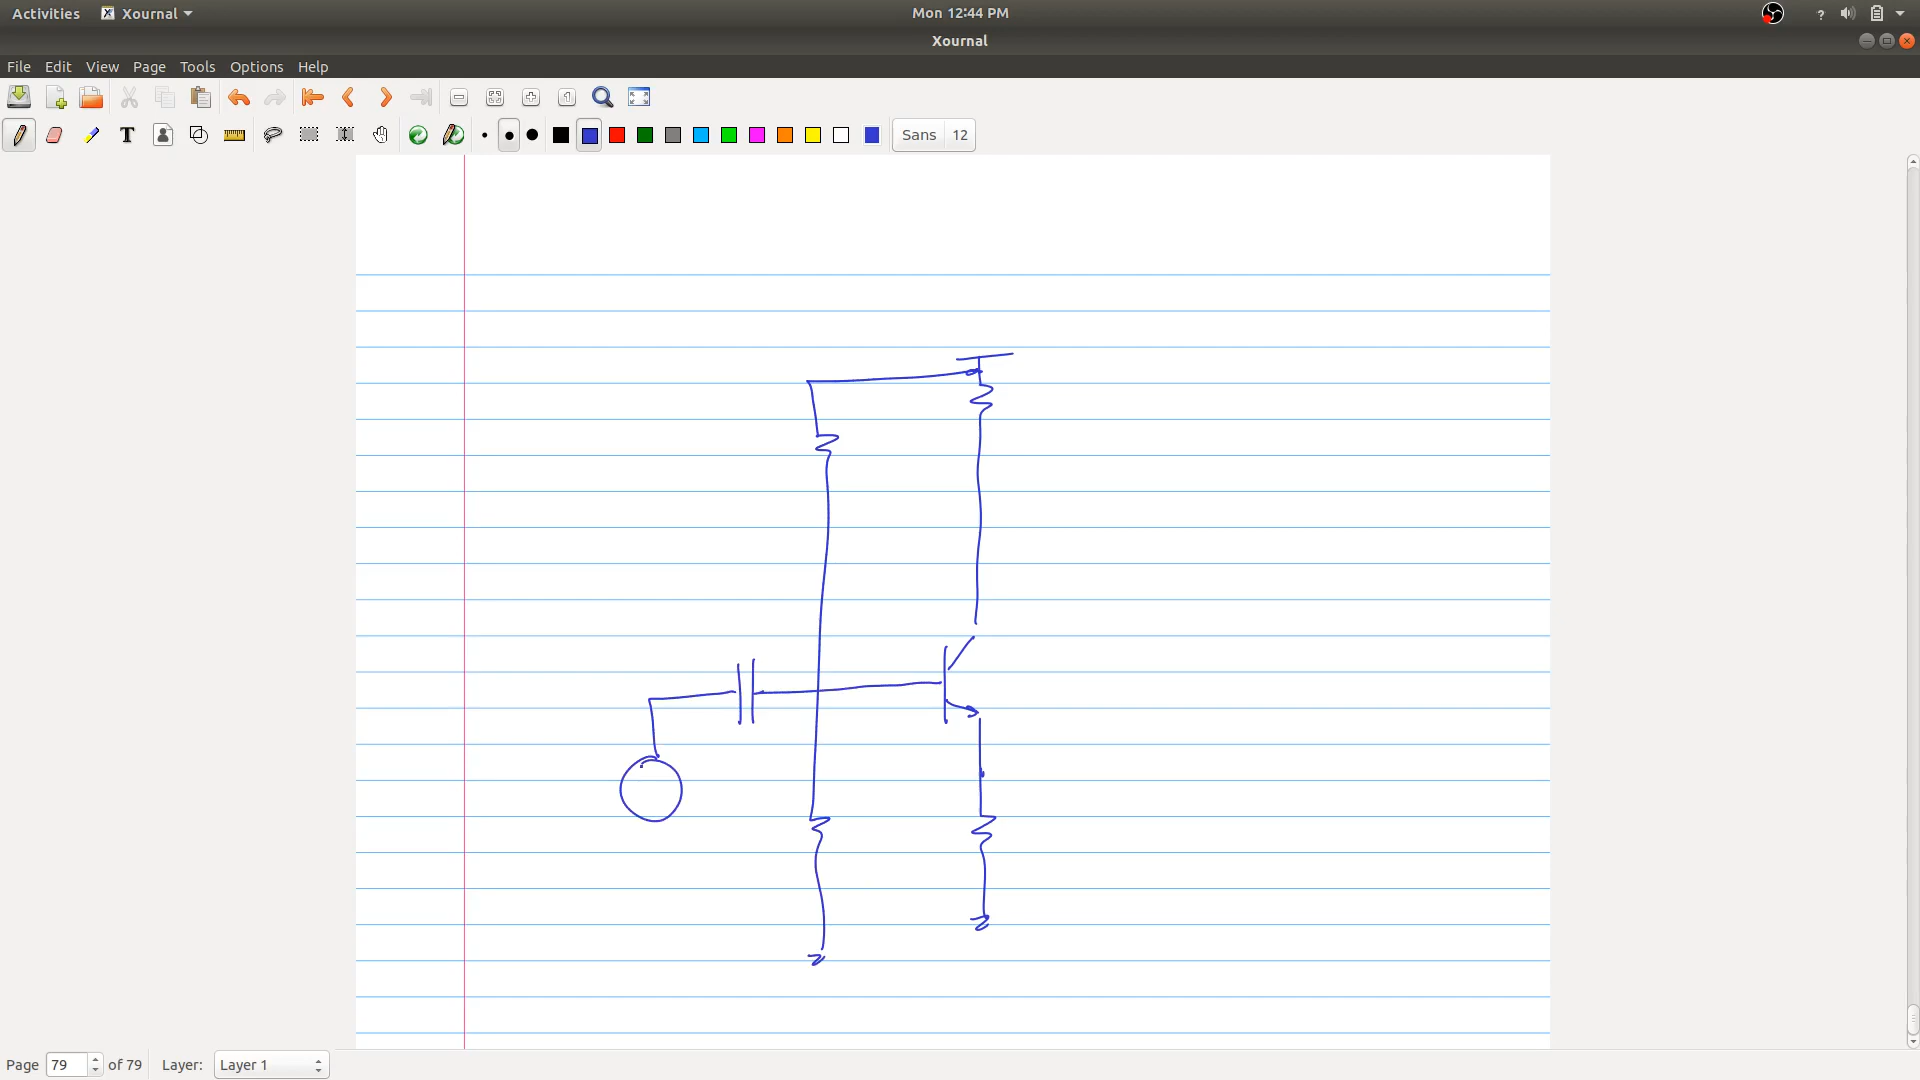 Activities Xournal Mon 12:44 PM ?
Xournal
File Edit View Page Tools Options Help
T Sans 12
Page 79 of 79 Layer: Layer 1